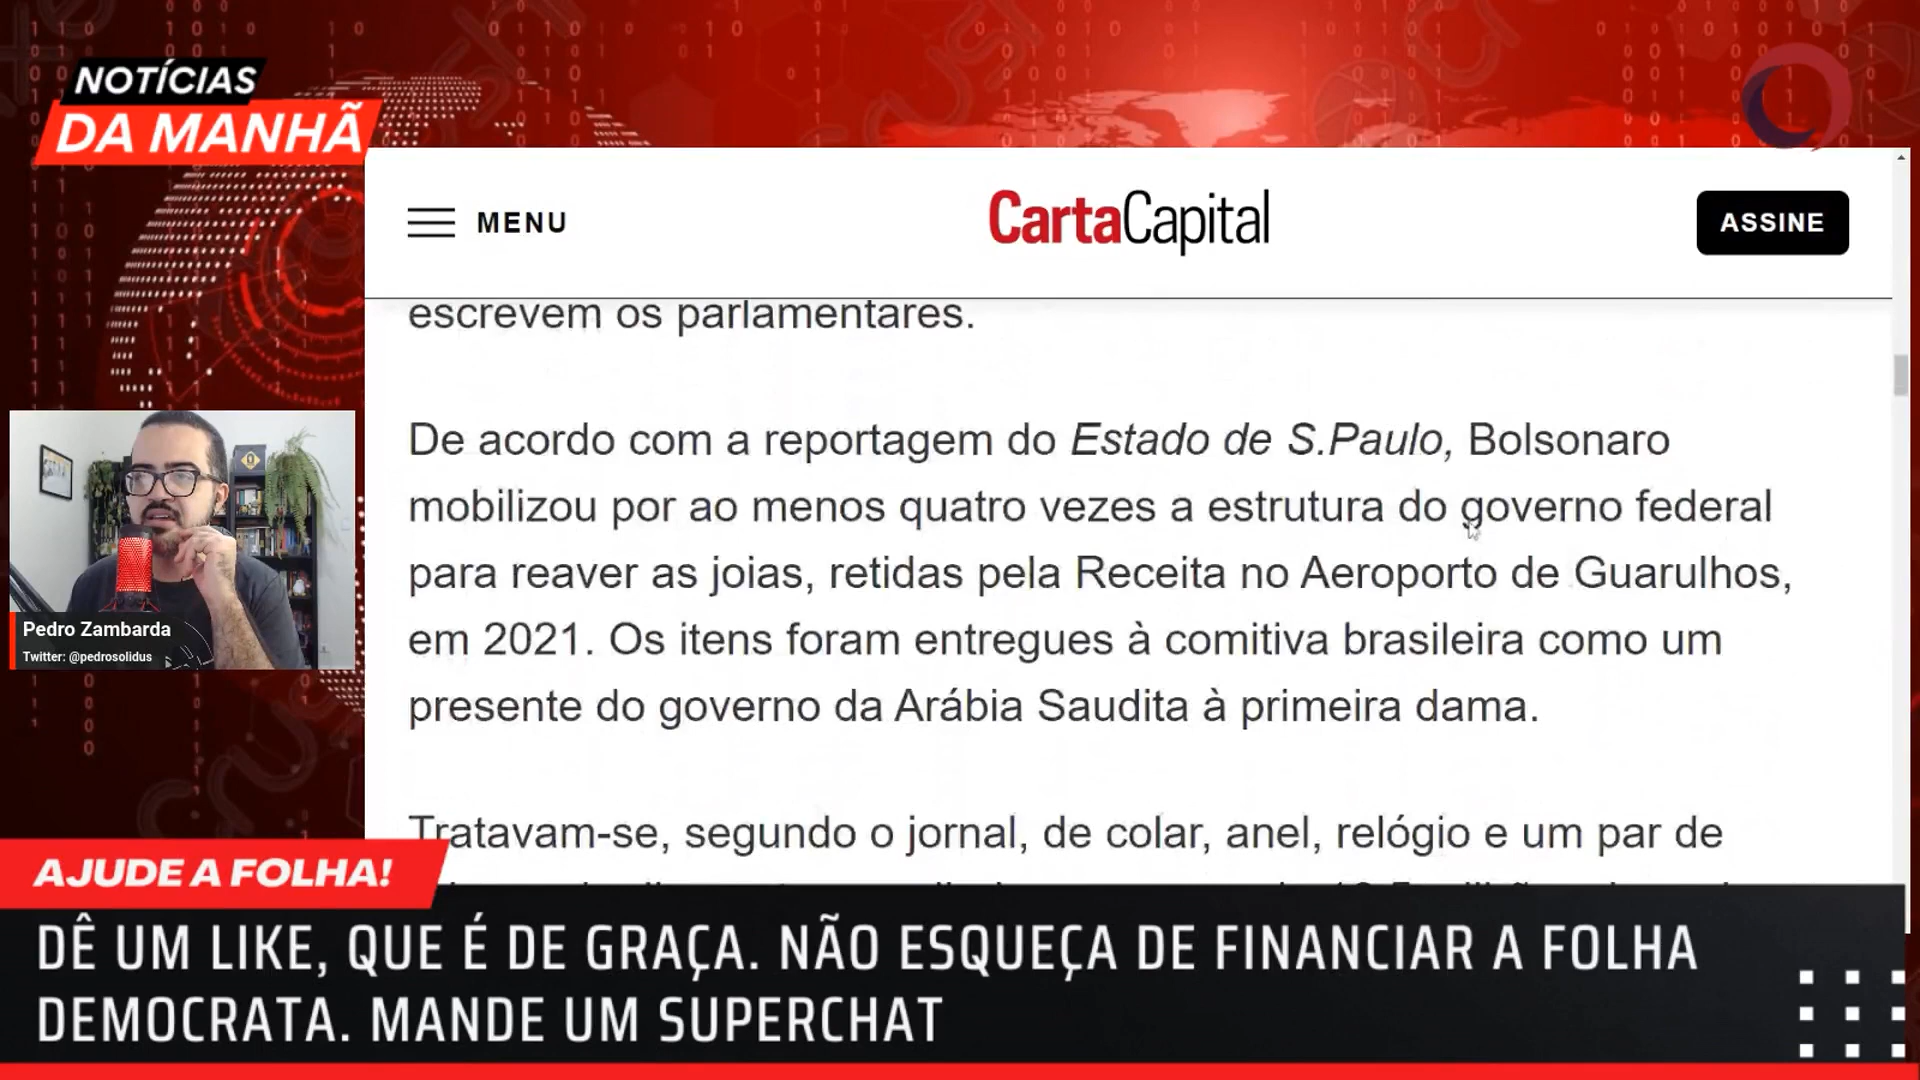 NOTÍCIAS
DA MANHÃ
MENU
CartaCapital
ASSINE
escrevem os parlamentares.
De acordo com a reportagem do Estado de S.Paulo, Bolsonaro
mobilizou por ao menos quatro vezes a estrutura do governo federal
para reaver as joias, retidas pela Receita no Aeroporto de Guarulhos,
em 2021. Os itens foram entregues à comitiva brasileira como um
presente do governo da Arábia Saudita à primeira dama.
Tratavam-se, segundo o jornal, de colar, anel, relógio e um par de
Pedro Zambarda
Twitter: @pedrosolidus
AJUDE A FOLHA!
DÊ UM LIKE, QUE É DE GRAÇA. NÃO ESQUEÇA DE FINANCIAR A FOLHA
DEMOCRATA. MANDE UM SUPERCHAT